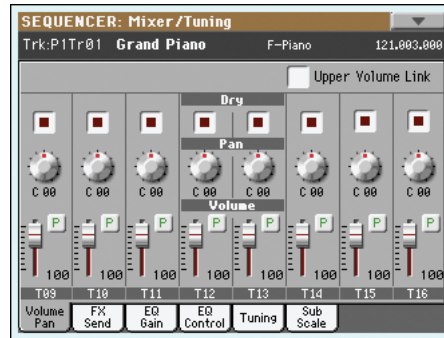 SEQUENCER: Mixer/Tuning
Trk:P1Tr01 Grand Piano F-Piano 121.003.000
Upper Volume Link
Dry
Pan
C 00 C 00 C 00 C 00 C 00 C 00 C 00 C 00
Volume
P P P P P P P P
100 100 100 100 100 100 100 100
T09 T10 T11 T12 T13 T14 T15 T16
Volume Pan FX Send EQ Gain EQ Control Tuning Sub Scale